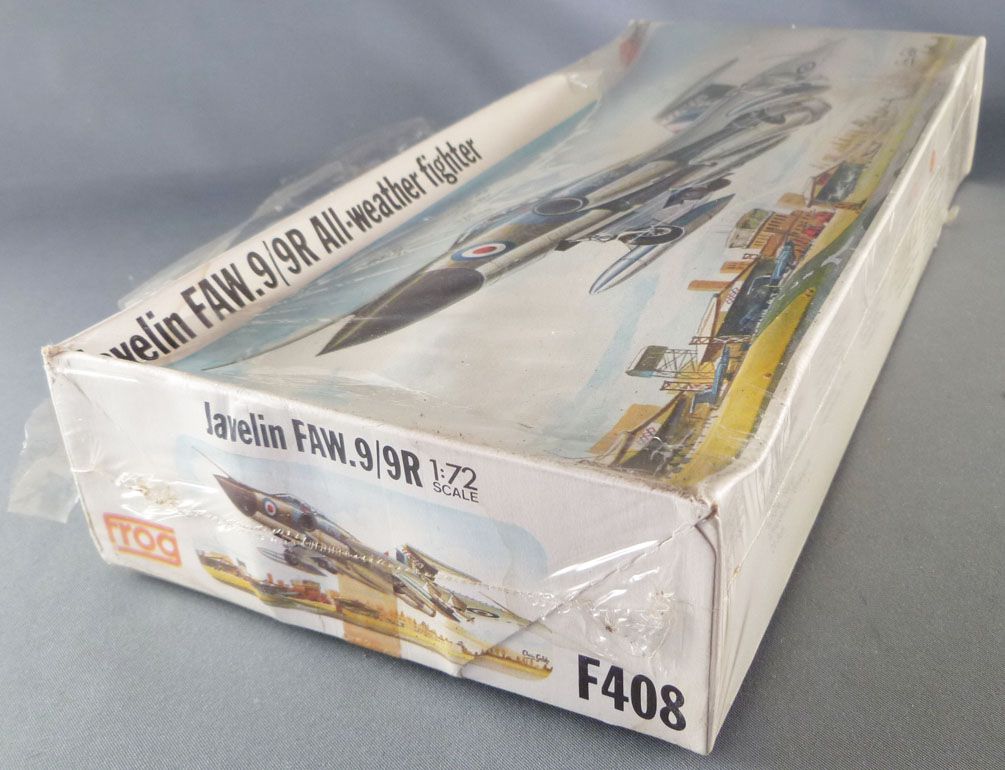 Javelin FAW.9/9R All-weather fighter
Javelin FAW.9/9R 1:72
SCALE
FROG
F408